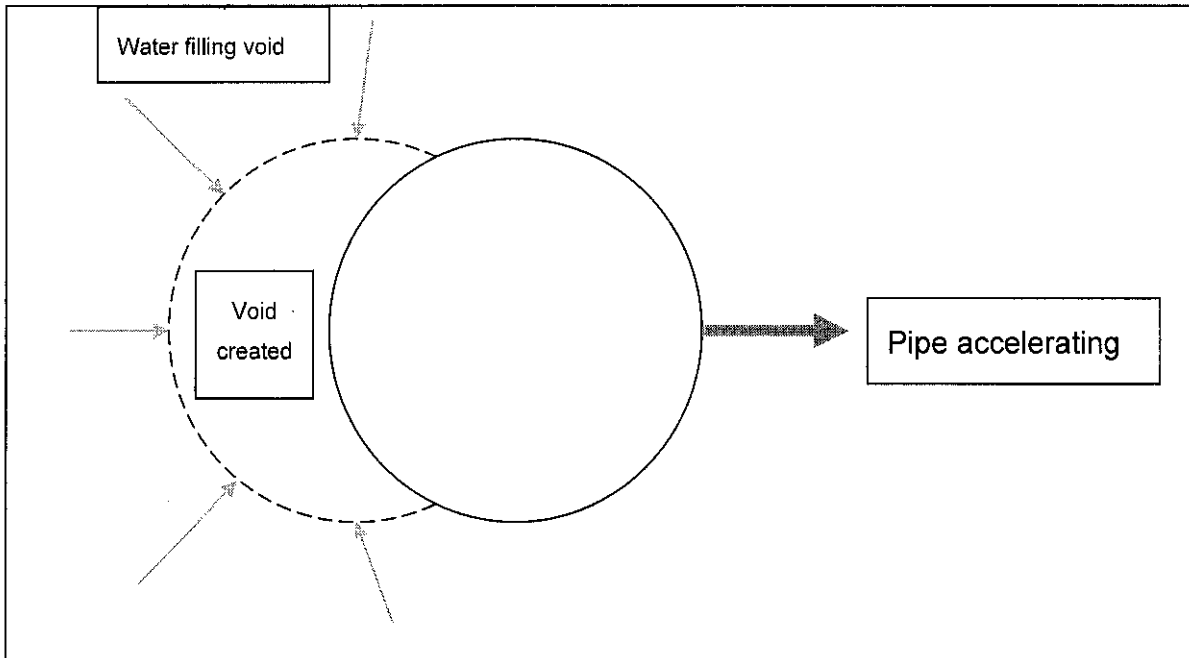 Water filling void
Void
created
Pipe accelerating